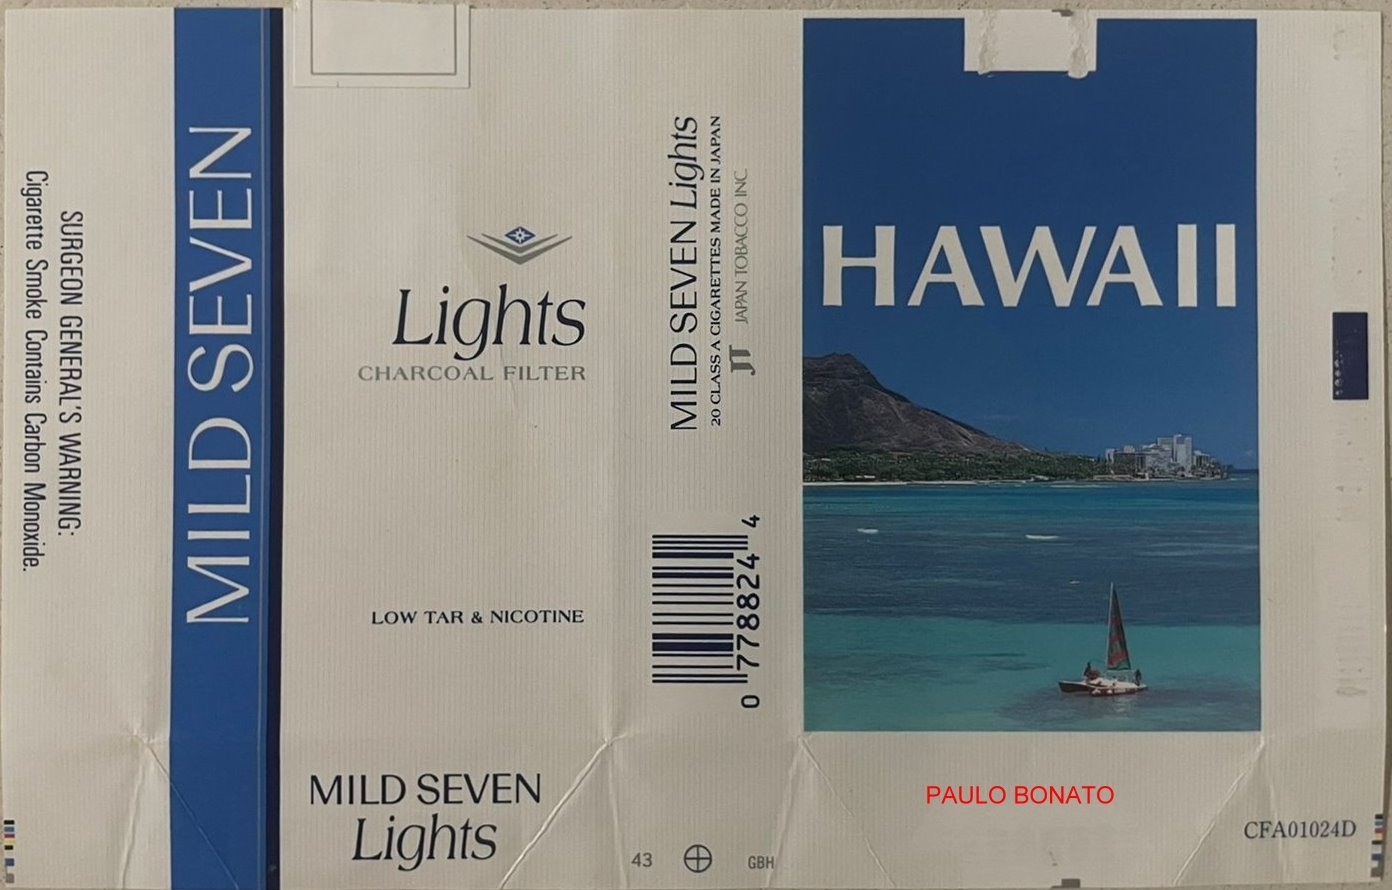 SURGEON GENERAL'S WARNING:
Cigarette Smoke Contains Carbon Monoxide.
MILD SEVEN
Lights
CHARCOAL FILTER
LOW TAR & NICOTINE
MILD SEVEN
Lights
MILD SEVEN Lights
20 CLASS A CIGARETTES MADE IN JAPAN
JT JAPAN TOBACCO INC
0 778824 4
43
GBH
HAWAII
PAULO BONATO
CFA01024D